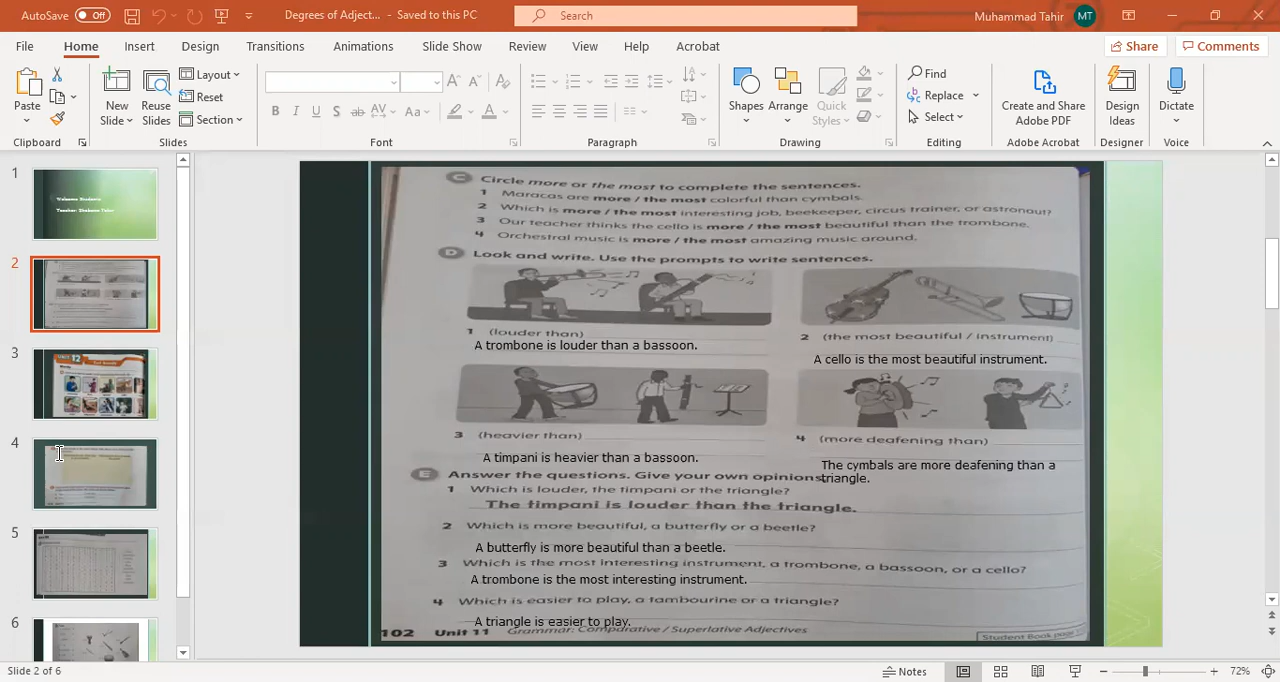 AutoSave Off
Degrees of Adject... - Saved to this PC
Search
Muhammad Tahir MT
File Home Insert Design Transitions Animations Slide Show Review View Help Acrobat
Share Comments
Paste
Clipboard
New Slide
Reuse Slides
Layout
Reset
Section
Slides
Font
Paragraph
Shapes
Arrange
Quick Styles
Drawing
Find
Replace
Select
Editing
Create and Share Adobe PDF
Adobe Acrobat
Design Ideas
Designer
Dictate
Voice
1
Welcome Students
2
3
4
5
6
C Circle more or the most to complete the sentences.
1 Maracas are more / the most colorful than cymbals.
2 Which is more / the most interesting job, beekeeper, circus trainer, or astronaut?
3 Our teacher thinks the cello is more / the most beautiful than the trombone.
4 Orchestral music is more / the most amazing music around.
D Look and write. Use the prompts to write sentences.
1 (louder than)
A trombone is louder than a bassoon.
2 (the most beautiful / instrument)
A cello is the most beautiful instrument.
3 (heavier than)
A timpani is heavier than a bassoon.
4 (more deafening than)
The cymbals are more deafening than a
triangle.
E Answer the questions. Give your own opinions.
1 Which is louder, the timpani or the triangle?
The timpani is louder than the triangle.
2 Which is more beautiful, a butterfly or a beetle?
A butterfly is more beautiful than a beetle.
3 Which is the most interesting instrument, a trombone, a bassoon, or a cello?
A trombone is the most interesting instrument.
4 Which is easier to play, a tambourine or a triangle?
A triangle is easier to play.
102 Unit 11 Grammar: Comparative / Superlative Adjectives
Student Book page
Slide 2 of 6
Notes
72%